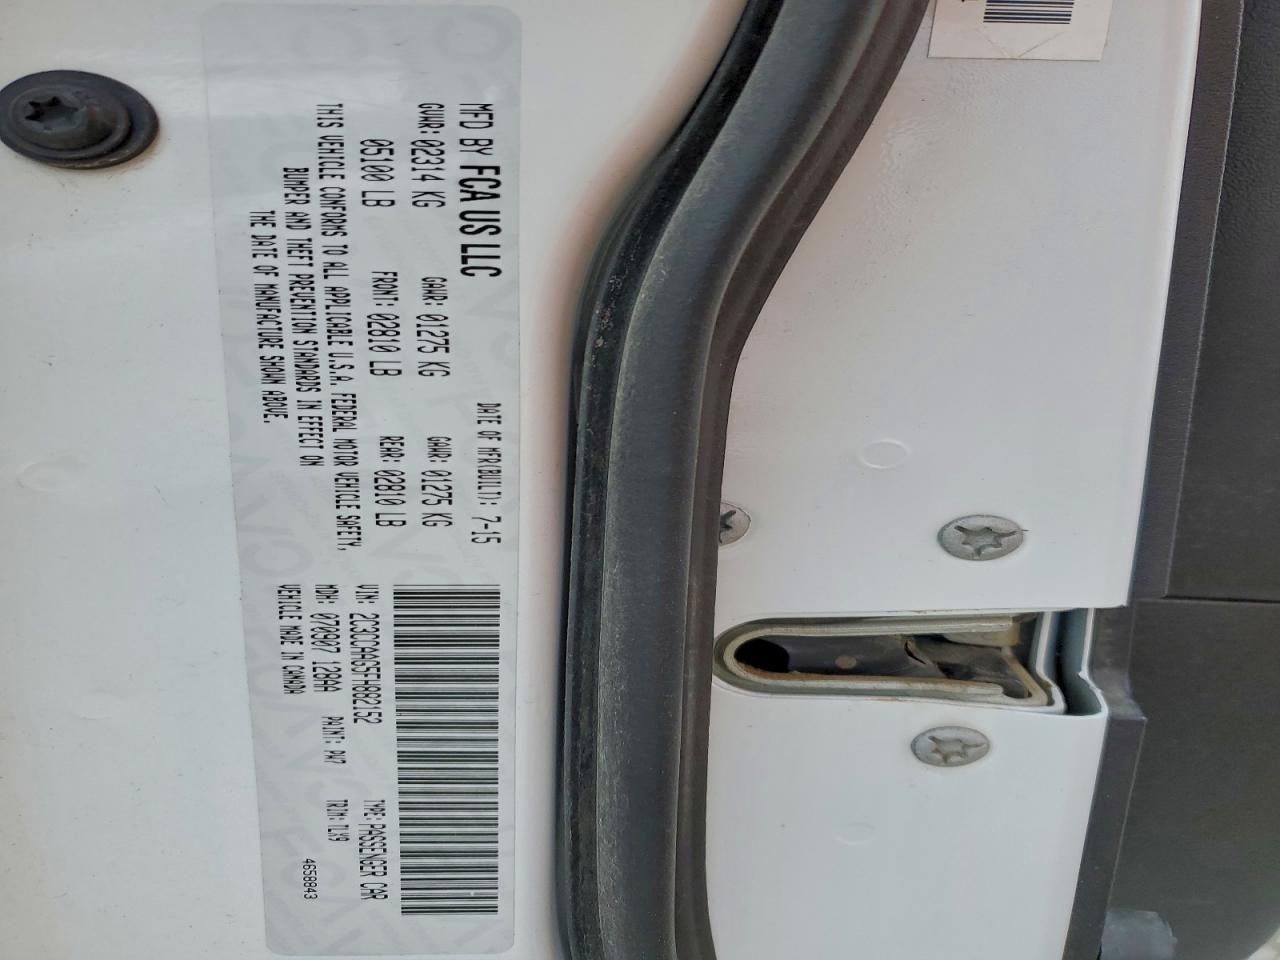 MFD BY FCA US LLC
DATE OF MFR(BUILT): 7-15
GVWR: 02314 KG GAWR: 01275 KG GAWR: 01275 KG
05100 LB FRONT: 02810 LB REAR: 02810 LB
THIS VEHICLE CONFORMS TO ALL APPLICABLE U.S.A. FEDERAL MOTOR VEHICLE SAFETY,
BUMPER AND THEFT PREVENTION STANDARDS IN EFFECT ON
THE DATE OF MANUFACTURE SHOWN ABOVE.
VIN: 2C3CCAAG5FH882152 TYPE: PASSENGER CAR
MDH: 070907 128AA PAINT: PW7 TRIM: TLX9
VEHICLE MADE IN CANADA 4658843